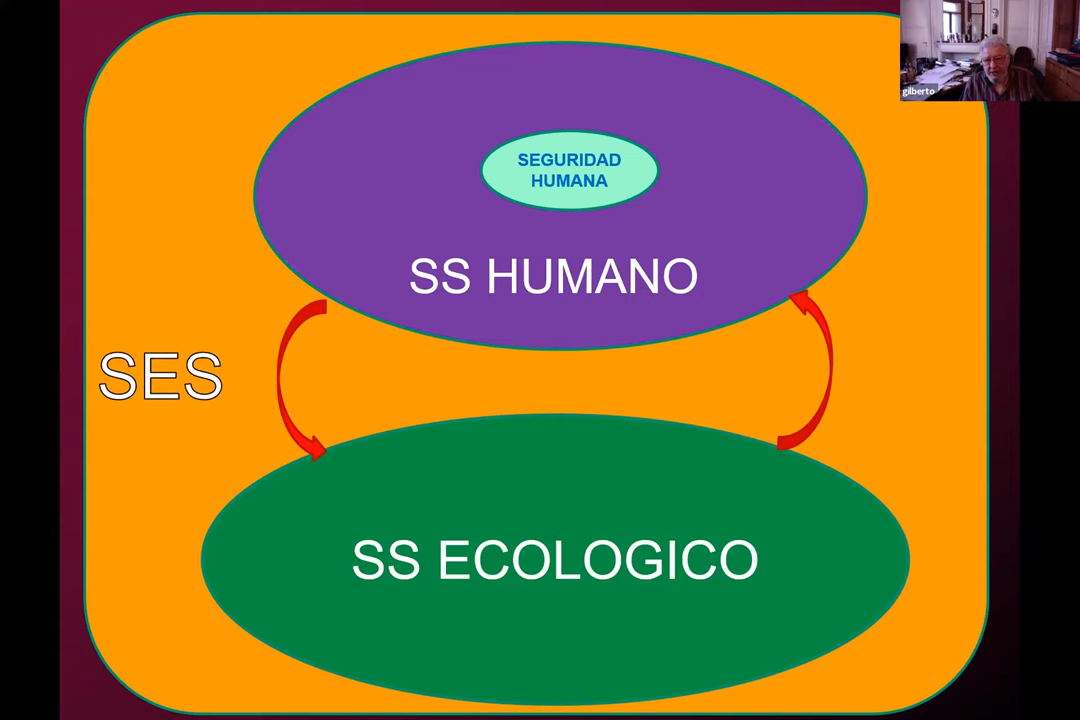 gilberto
SEGURIDAD
HUMANA
SS HUMANO
SES
SS ECOLOGICO